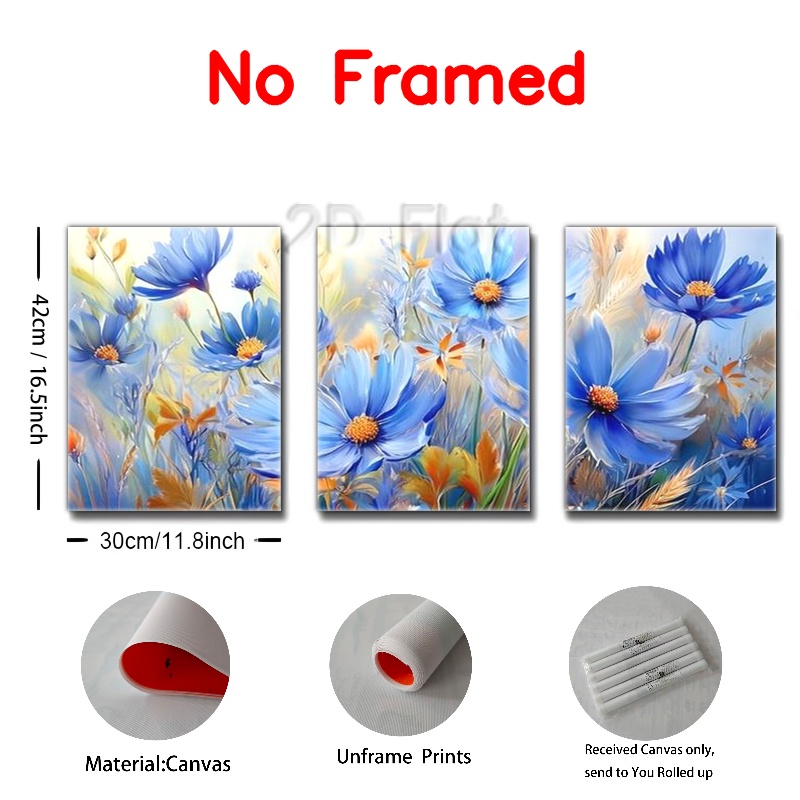 No Framed
2D Flat
42cm / 16.5inch
30cm/11.8inch
Material:Canvas
Unframe Prints
Received Canvas only,
send to You Rolled up